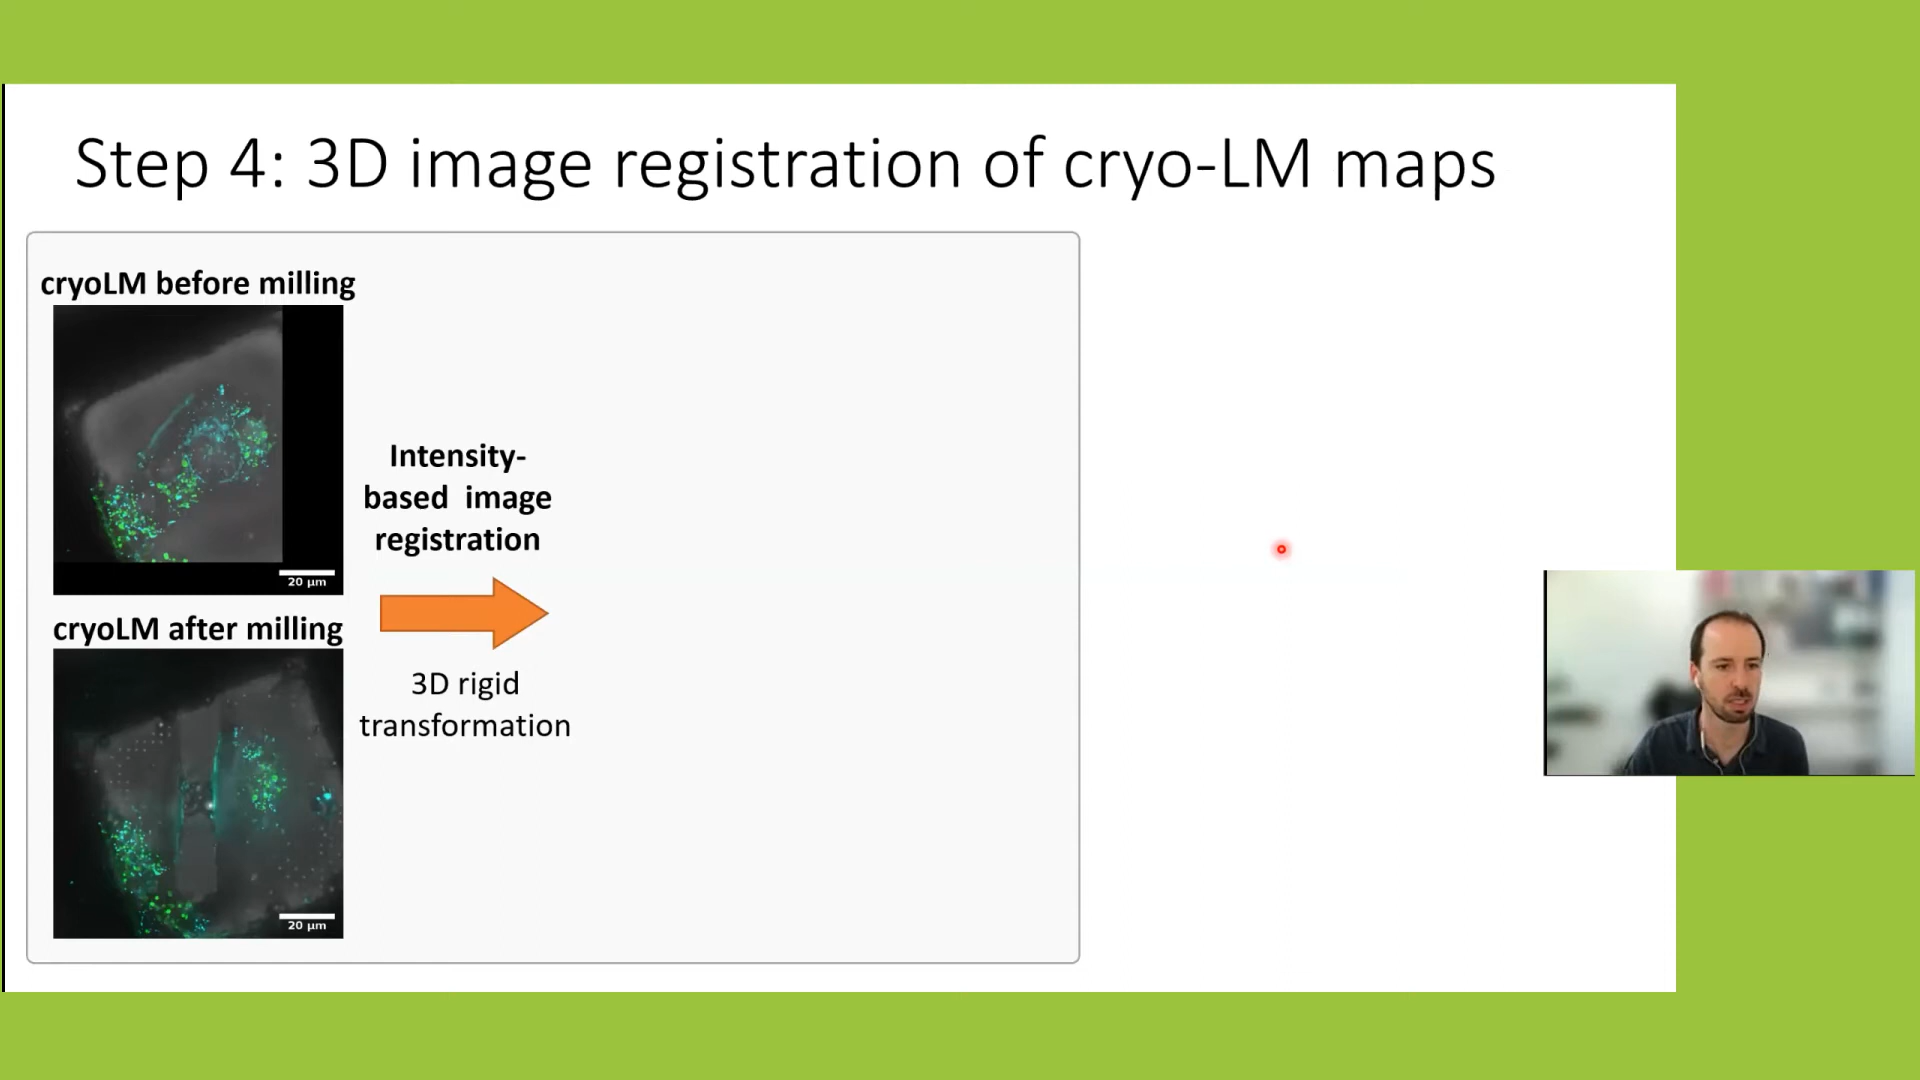 Step 4: 3D image registration of cryo-LM maps
cryoLM before milling
20 µm
cryoLM after milling
20 µm
Intensity-
based image
registration
3D rigid
transformation